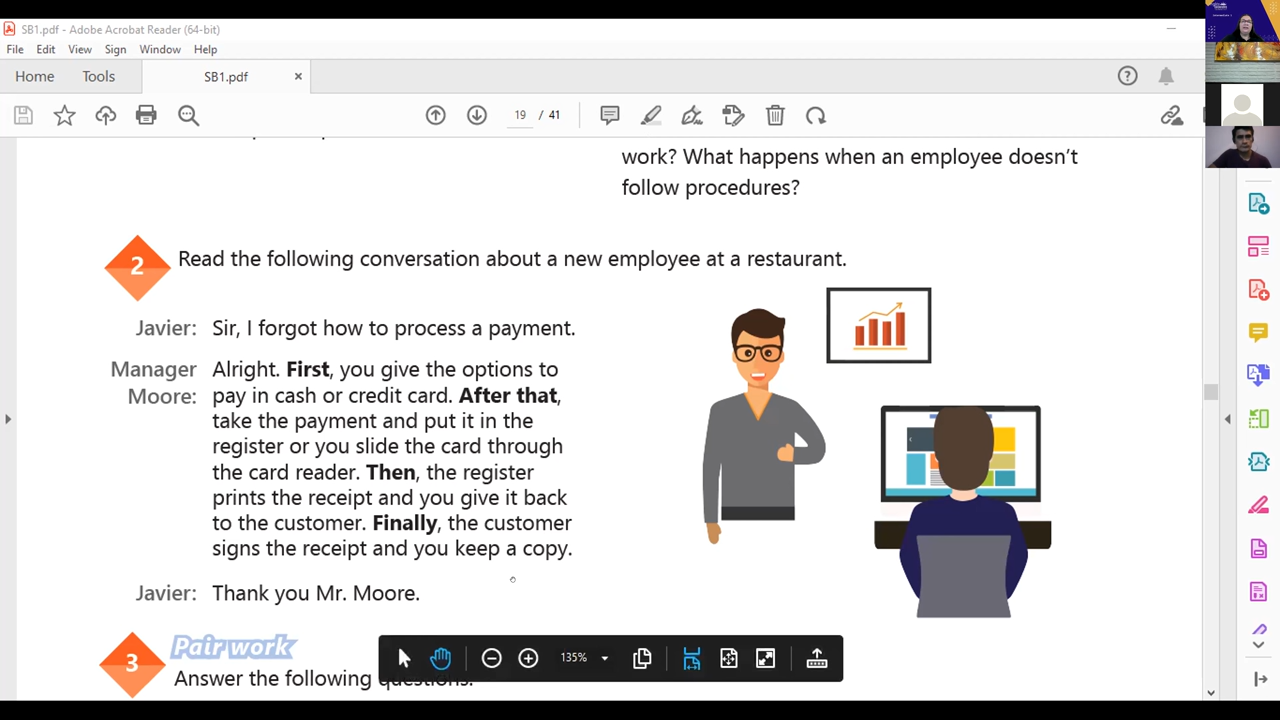 SB1.pdf - Adobe Acrobat Reader (64-bit)
File Edit View Sign Window Help
Home Tools SB1.pdf ×
19 / 41
work? What happens when an employee doesn't
follow procedures?
2 Read the following conversation about a new employee at a restaurant.
Javier: Sir, I forgot how to process a payment.
Manager Alright. First, you give the options to
Moore: pay in cash or credit card. After that,
take the payment and put it in the
register or you slide the card through
the card reader. Then, the register
prints the receipt and you give it back
to the customer. Finally, the customer
signs the receipt and you keep a copy.
Javier: Thank you Mr. Moore.
3 Pair work
Answer the following questions.
135%